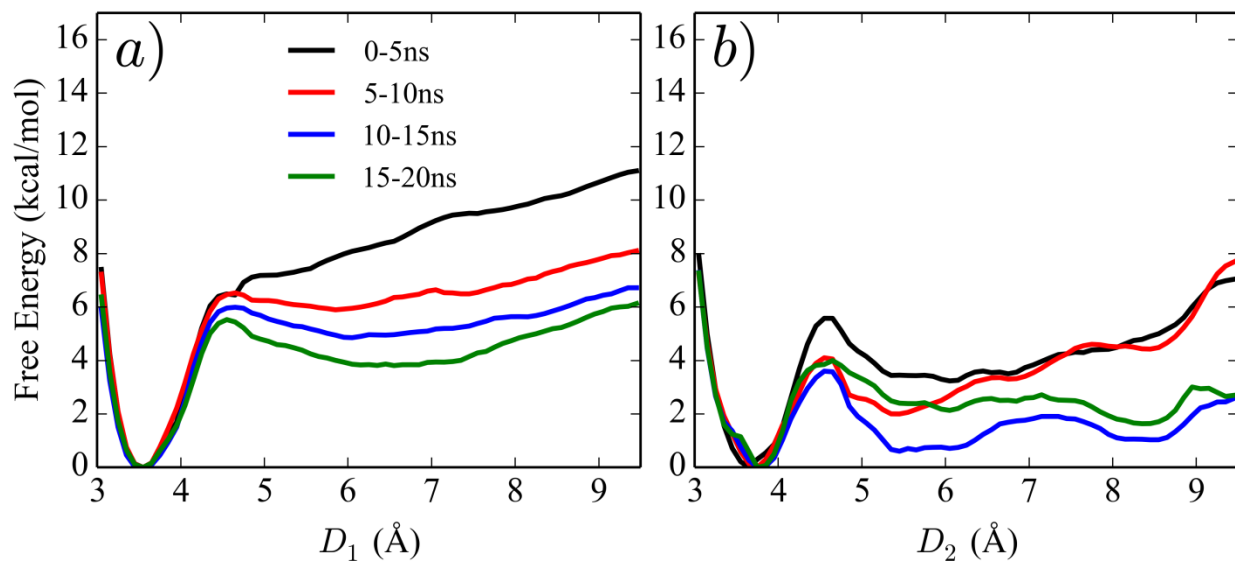 a)
0-5ns
5-10ns
10-15ns
15-20ns
16
14
12
10
8
6
4
2
0
Free Energy (kcal/mol)
3 4 5 6 7 8 9
D₁ (Å)
b)
16
14
12
10
8
6
4
2
0
3 4 5 6 7 8 9
D₂ (Å)